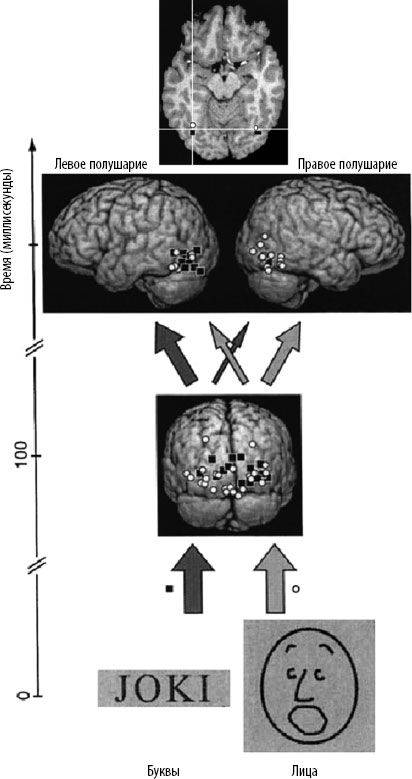 Левое полушарие
Правое полушарие
Время (миллисекунды)
100
0
JOKI
Буквы
Лица